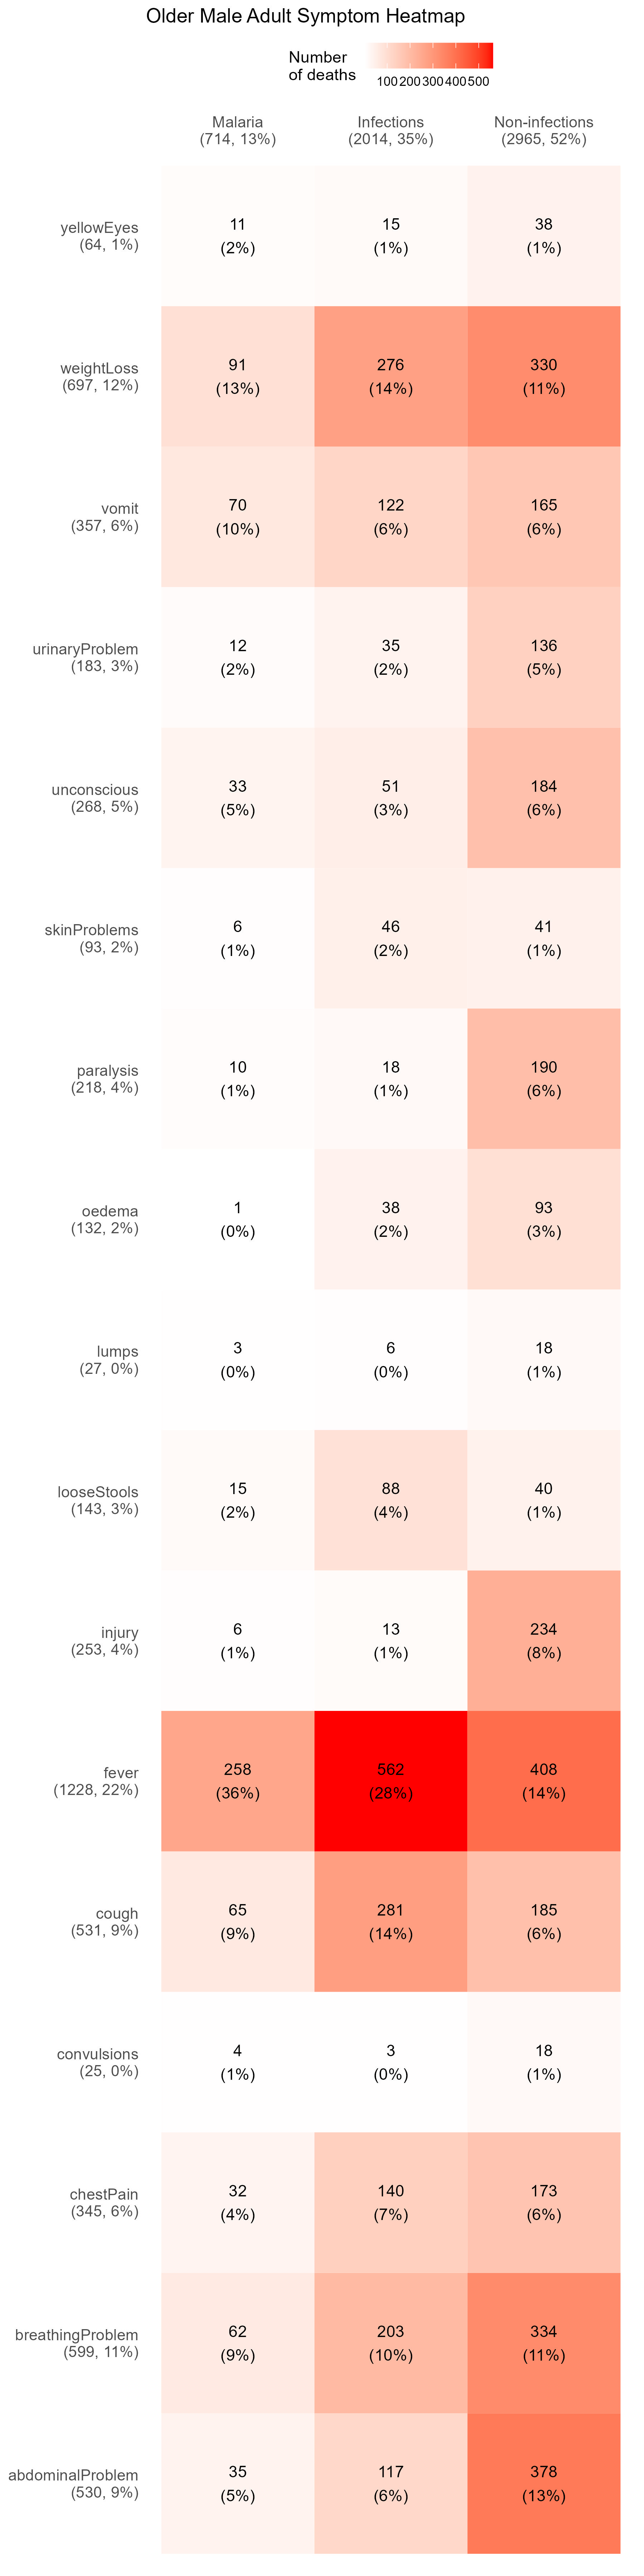 Older Male Adult Symptom Heatmap
Number
of deaths
100 200 300 400 500
Malaria Infections Non-infections
(714, 13%) (2014, 35%) (2965, 52%)
yellowEyes 11 15 38
(64, 1%) (2%) (1%) (1%)
weightLoss 91 276 330
(697, 12%) (13%) (14%) (11%)
vomit 70 122 165
(357, 6%) (10%) (6%) (6%)
urinaryProblem 12 35 136
(183, 3%) (2%) (2%) (5%)
unconscious 33 51 184
(268, 5%) (5%) (3%) (6%)
skinProblems 6 46 41
(93, 2%) (1%) (2%) (1%)
paralysis 10 18 190
(218, 4%) (1%) (1%) (6%)
oedema 1 38 93
(132, 2%) (0%) (2%) (3%)
lumps 3 6 18
(27, 0%) (0%) (0%) (1%)
looseStools 15 88 40
(143, 3%) (2%) (4%) (1%)
injury 6 13 234
(253, 4%) (1%) (1%) (8%)
fever 258 562 408
(1228, 22%) (36%) (28%) (14%)
cough 65 281 185
(531, 9%) (9%) (14%) (6%)
convulsions 4 3 18
(25, 0%) (1%) (0%) (1%)
chestPain 32 140 173
(345, 6%) (4%) (7%) (6%)
breathingProblem 62 203 334
(599, 11%) (9%) (10%) (11%)
abdominalProblem 35 117 378
(530, 9%) (5%) (6%) (13%)